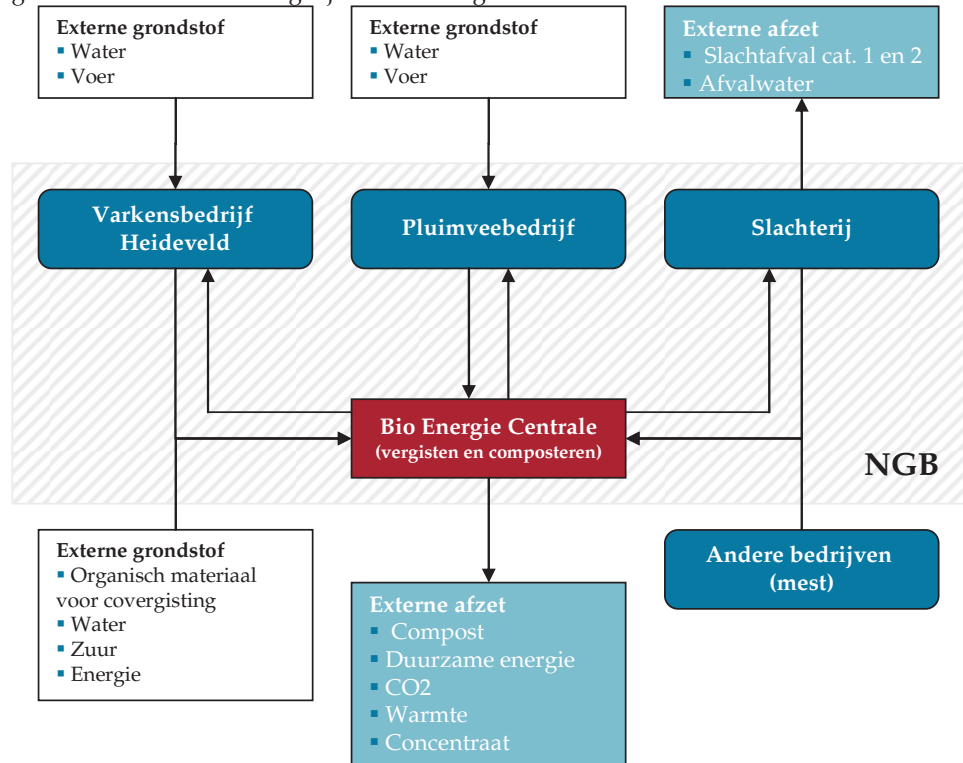 Externe grondstof
▪ Water
▪ Voer
Externe grondstof
▪ Water
▪ Voer
Externe afzet
▪ Slachtafval cat. 1 en 2
▪ Afvalwater
Varkensbedrijf
Heideveld
Pluimveebedrijf
Slachterij
Bio Energie Centrale
(vergisten en composteren)
NGB
Externe grondstof
▪ Organisch materiaal
voor covergisting
▪ Water
▪ Zuur
▪ Energie
Andere bedrijven
(mest)
Externe afzet
▪ Compost
▪ Duurzame energie
▪ CO2
▪ Warmte
▪ Concentraat